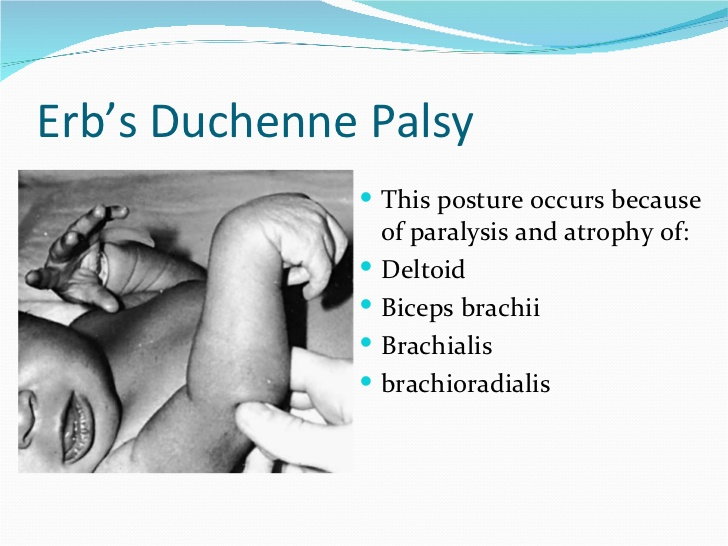 Erb’s Duchenne Palsy
• This posture occurs because
of paralysis and atrophy of:
• Deltoid
• Biceps brachii
• Brachialis
• brachioradialis